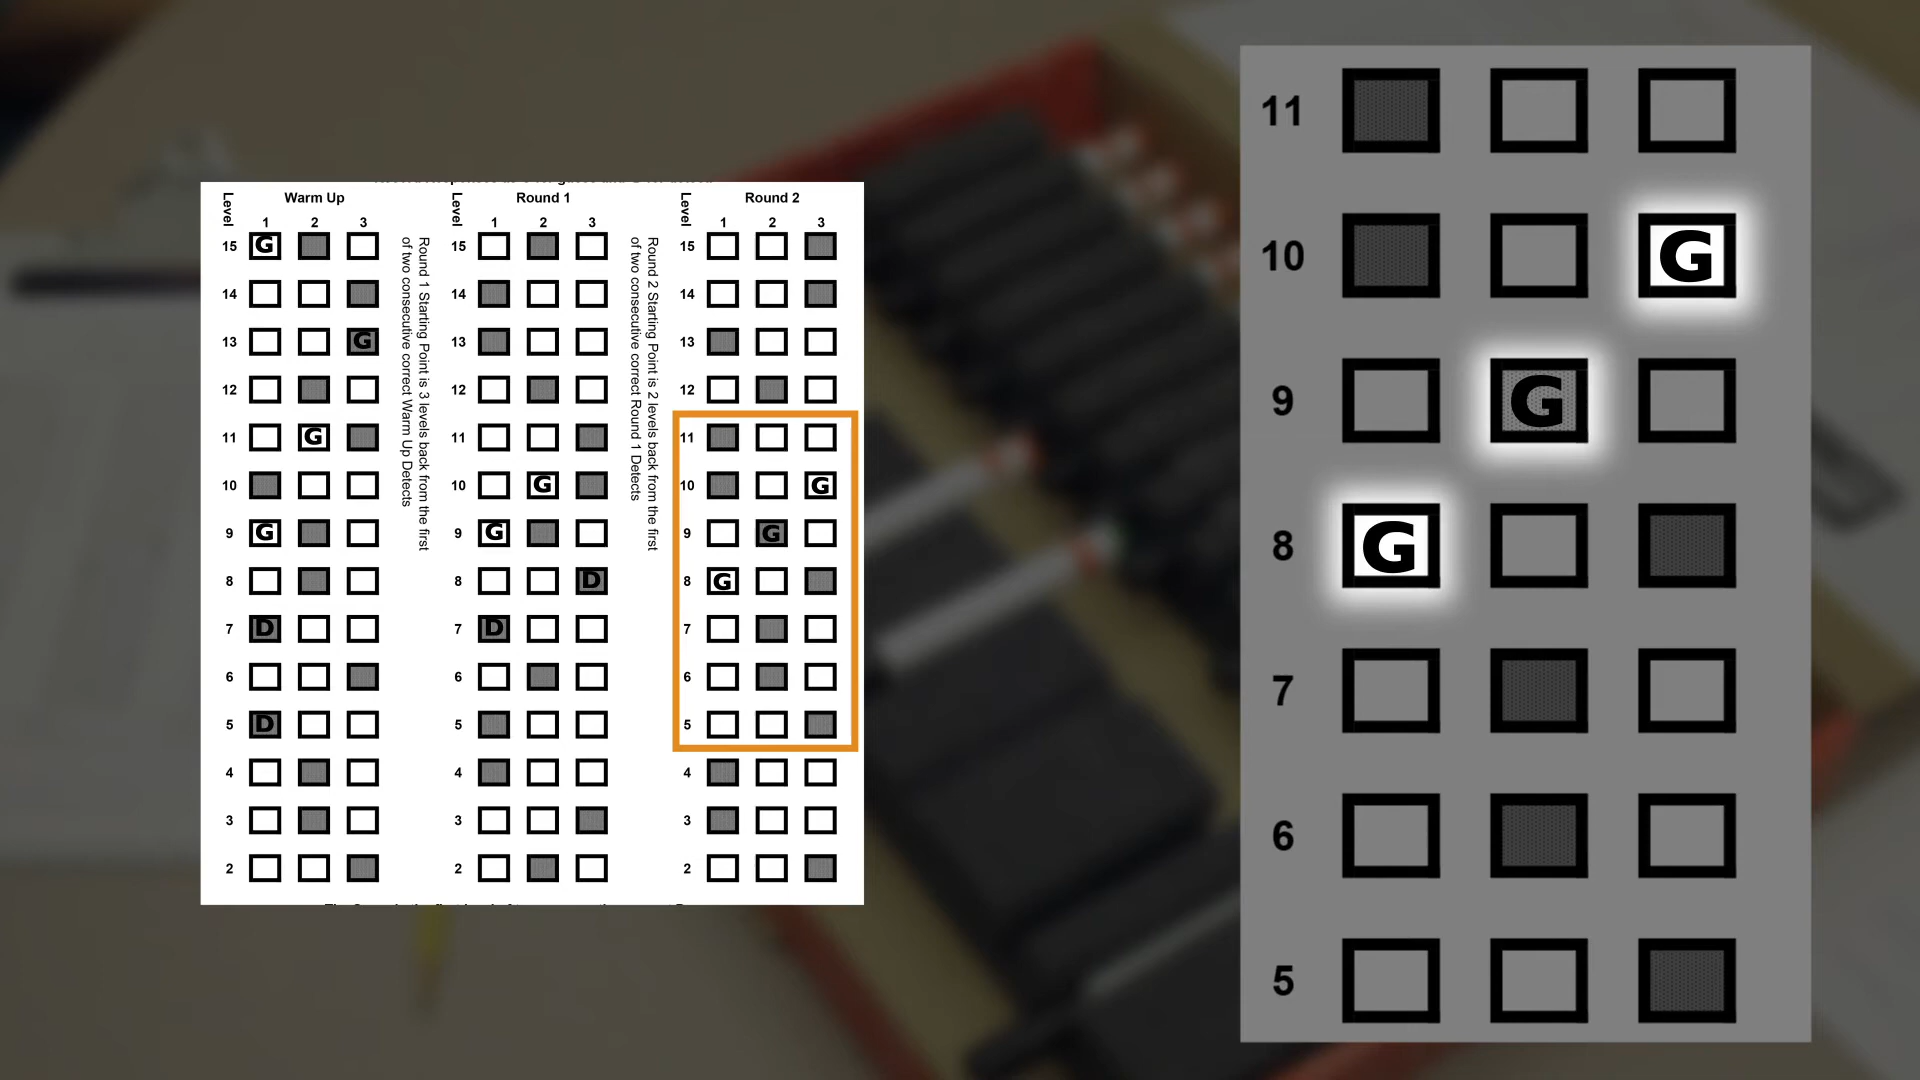 Warm Up Round 1 Round 2
Level Level Level
1 2 3 1 2 3 1 2 3
15 G 15 15
14 14 14
13 G 13 13
12 12 12
11 G 11 11
10 10 G 10 G
9 G 9 G 9 G
8 8 D 8 G
7 D 7 D 7
6 6 6
5 D 5 5
4 4 4
3 3 3
2 2 2
Round 1 Starting Point is 3 levels back from the first
of two consecutive correct Warm Up Detects
Round 2 Starting Point is 2 levels back from the first
of two consecutive correct Round 1 Detects
11
10 G
9 G
8 G
7
6
5